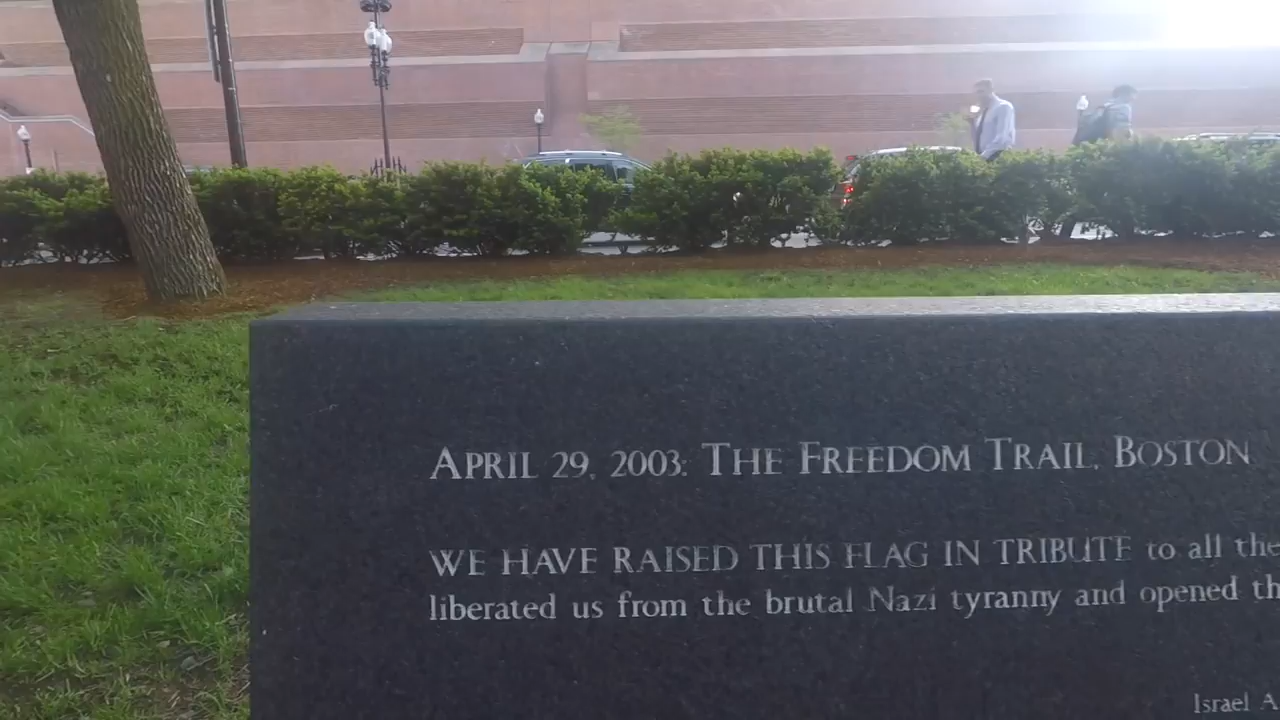 APRIL 29, 2003: THE FREEDOM TRAIL, BOSTON
WE HAVE RAISED THIS FLAG IN TRIBUTE to all the
liberated us from the brutal Nazi tyranny and opened th
Israel A